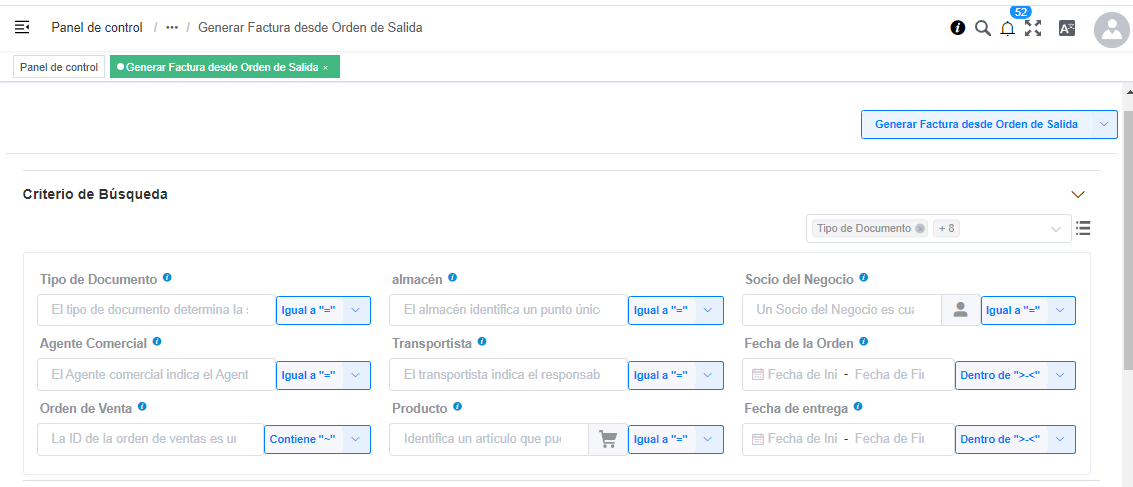 52
Panel de control / ••• / Generar Factura desde Orden de Salida
Panel de control
Generar Factura desde Orden de Salida ×
Generar Factura desde Orden de Salida
Criterio de Búsqueda
Tipo de Documento + 8
Tipo de Documento almacén Socio del Negocio
El tipo de documento determina la s Igual a "=" El almacén identifica un punto único Igual a "=" Un Socio del Negocio es cua Igual a "="
Agente Comercial Transportista Fecha de la Orden
El Agente comercial indica el Agent Igual a "=" El transportista indica el responsab Igual a "=" Fecha de Ini - Fecha de Fin Dentro de ">-<"
Orden de Venta Producto Fecha de entrega
La ID de la orden de ventas es un Contiene "~" Identifica un artículo que pue Igual a "=" Fecha de Ini - Fecha de Fin Dentro de ">-<"